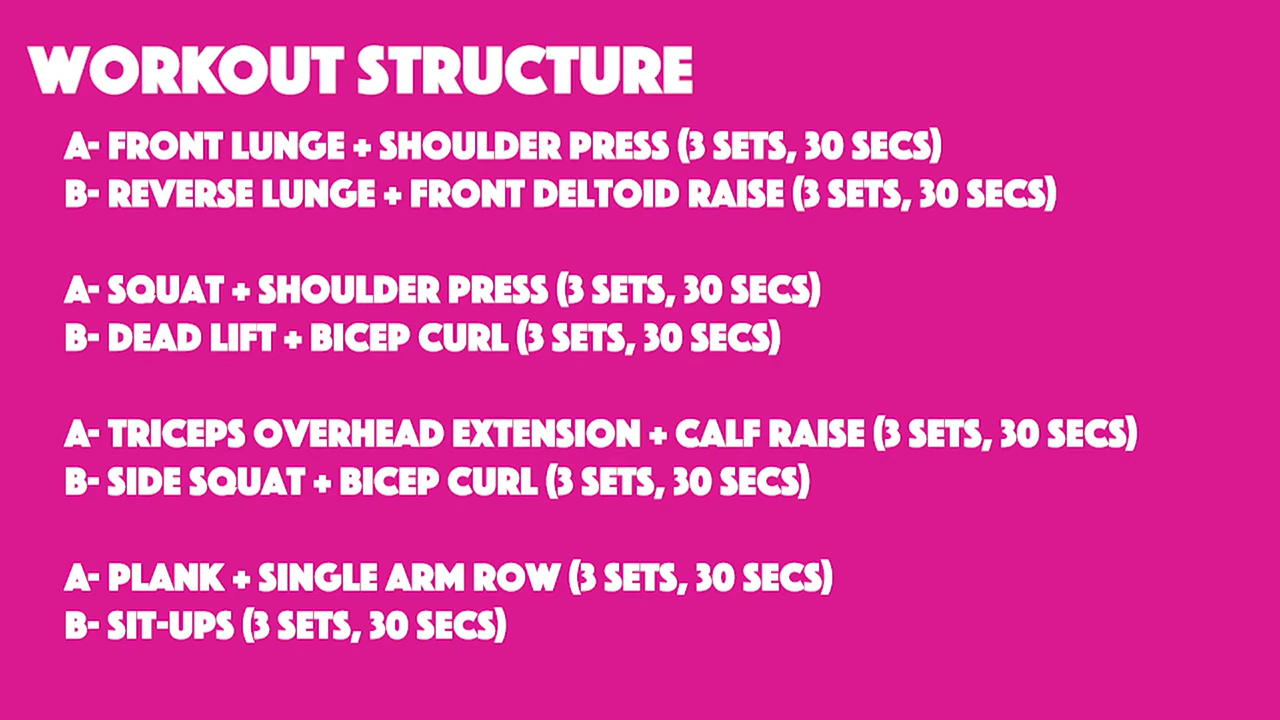 WORKOUT STRUCTURE
A- FRONT LUNGE + SHOULDER PRESS (3 SETS, 30 SECS)
B- REVERSE LUNGE + FRONT DELTOID RAISE (3 SETS, 30 SECS)
A- SQUAT + SHOULDER PRESS (3 SETS, 30 SECS)
B- DEAD LIFT + BICEP CURL (3 SETS, 30 SECS)
A- TRICEPS OVERHEAD EXTENSION + CALF RAISE (3 SETS, 30 SECS)
B- SIDE SQUAT + BICEP CURL (3 SETS, 30 SECS)
A- PLANK + SINGLE ARM ROW (3 SETS, 30 SECS)
B- SIT-UPS (3 SETS, 30 SECS)